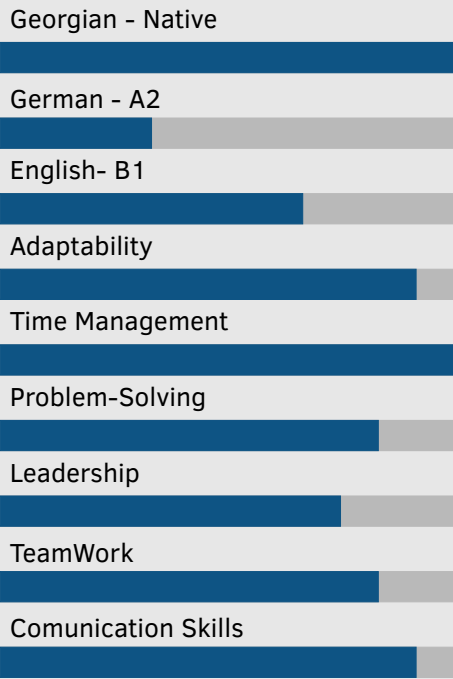 Georgian - Native
German - A2
English- B1
Adaptability
Time Management
Problem-Solving
Leadership
TeamWork
Comunication Skills